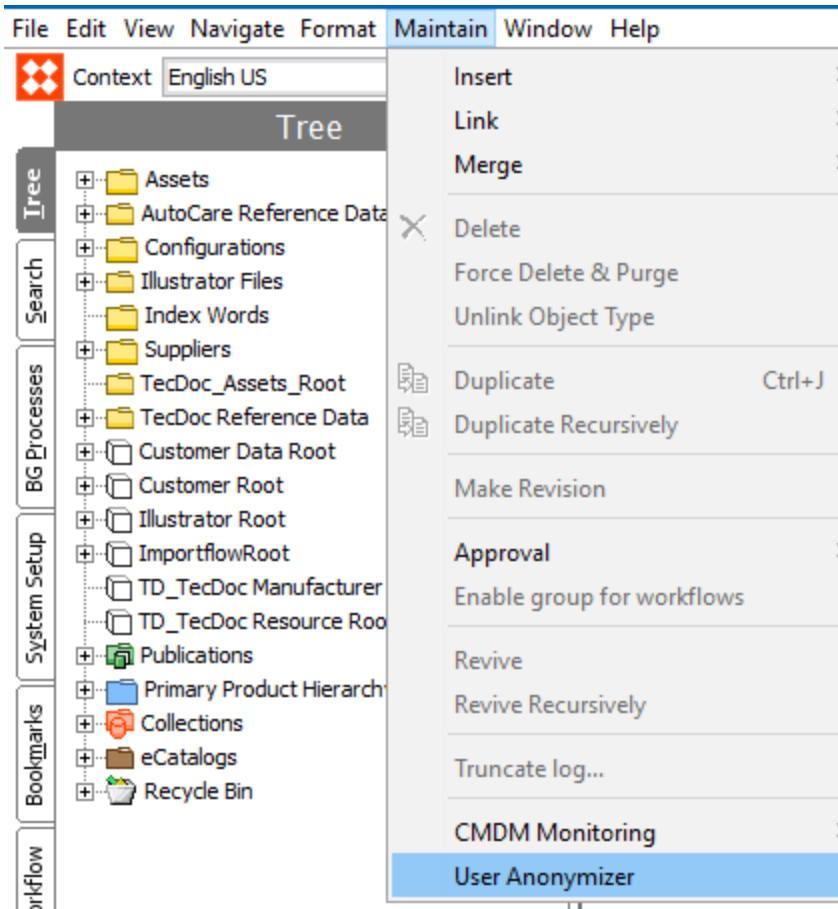 File Edit View Navigate Format Maintain Window Help
Context English US
Tree
Tree
Search
BG Processes
System Setup
Bookmarks
Assets
AutoCare Reference Data
Configurations
Illustrator Files
Index Words
Suppliers
TecDoc_Assets_Root
TecDoc Reference Data
Customer Data Root
Customer Root
Illustrator Root
ImportflowRoot
TD_TecDoc Manufacturer
TD_TecDoc Resource Roo
Publications
Primary Product Hierarch
Collections
eCatalogs
Recycle Bin
Insert
Link
Merge
Delete
Force Delete & Purge
Unlink Object Type
Duplicate Ctrl+J
Duplicate Recursively
Make Revision
Approval
Enable group for workflows
Revive
Revive Recursively
Truncate log...
CMDM Monitoring
User Anonymizer